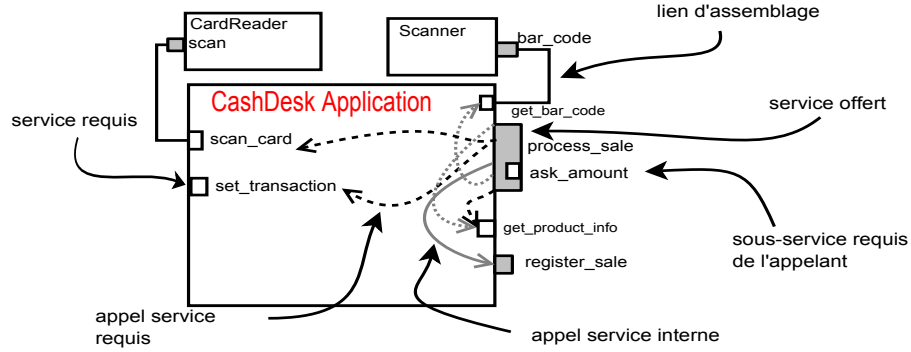 CardReader
scan
Scanner
bar_code
lien d'assemblage
CashDesk Application
get_bar_code
service offert
service requis
scan_card
process_sale
set_transaction
ask_amount
get_product_info
sous-service requis
de l'appelant
register_sale
appel service
requis
appel service interne